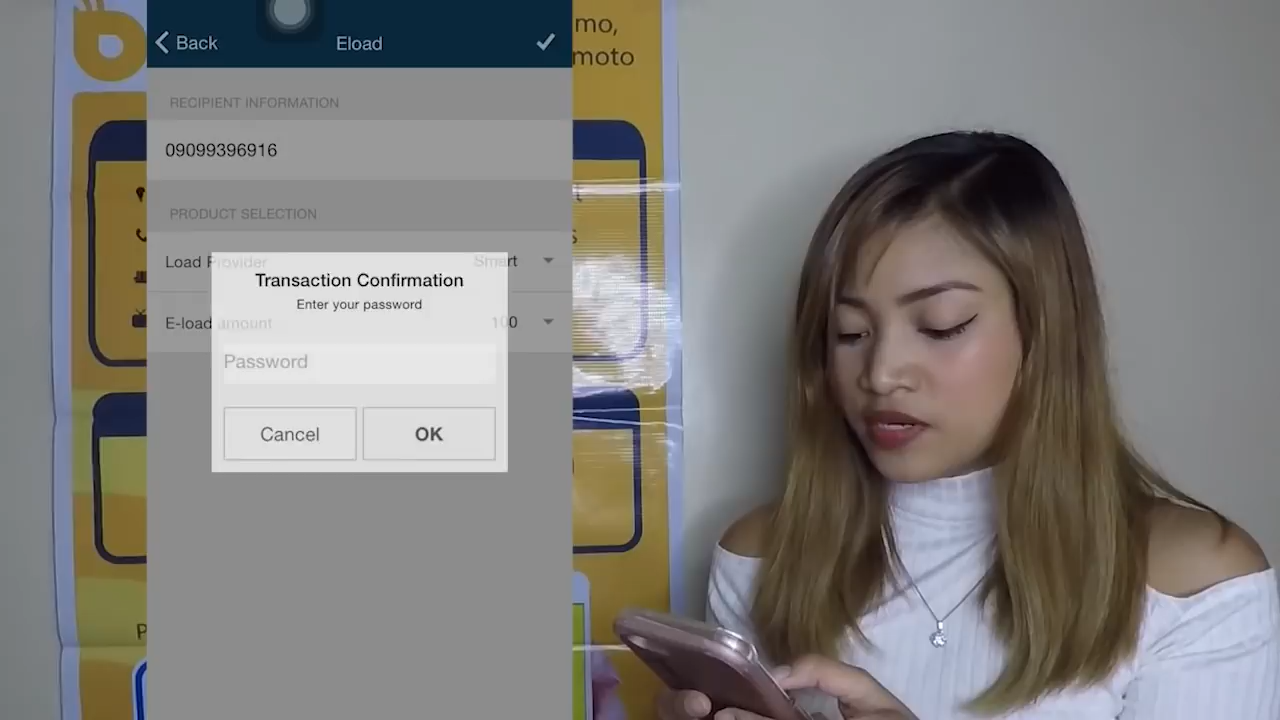 mo,
moto
Back
Eload
RECIPIENT INFORMATION
09099396916
PRODUCT SELECTION
Load Provider
Smart
Transaction Confirmation
Enter your password
E-load amount
100
Password
Cancel
OK